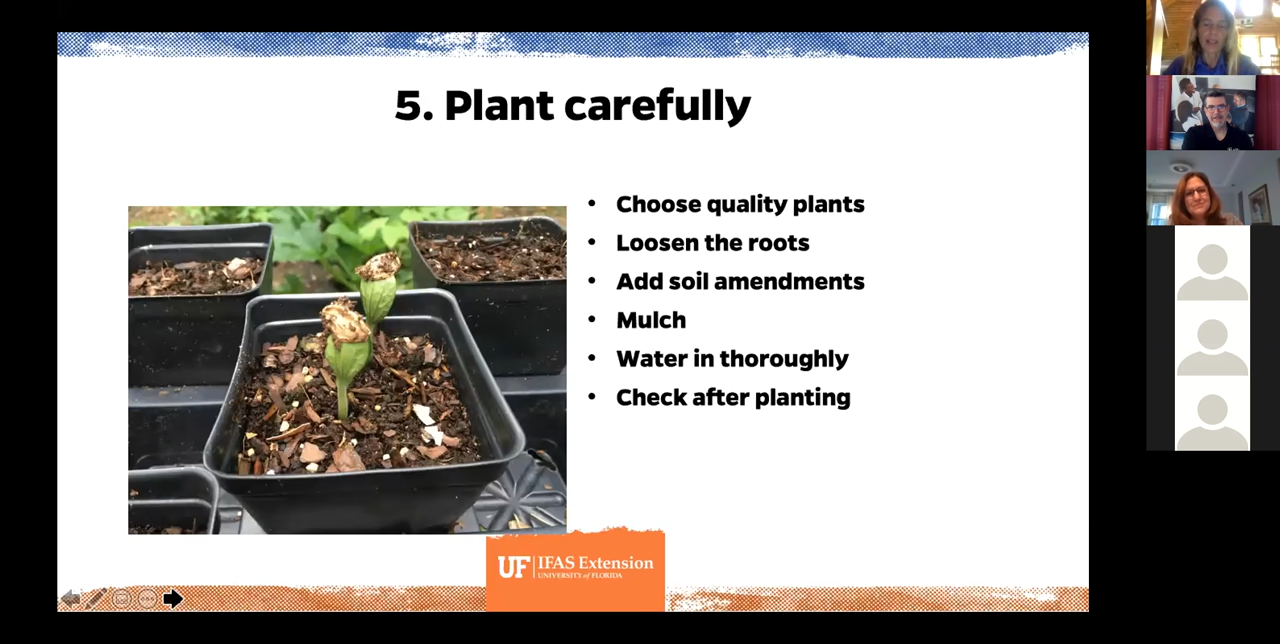 5. Plant carefully
• Choose quality plants
• Loosen the roots
• Add soil amendments
• Mulch
• Water in thoroughly
• Check after planting
UF IFAS Extension
UNIVERSITY of FLORIDA